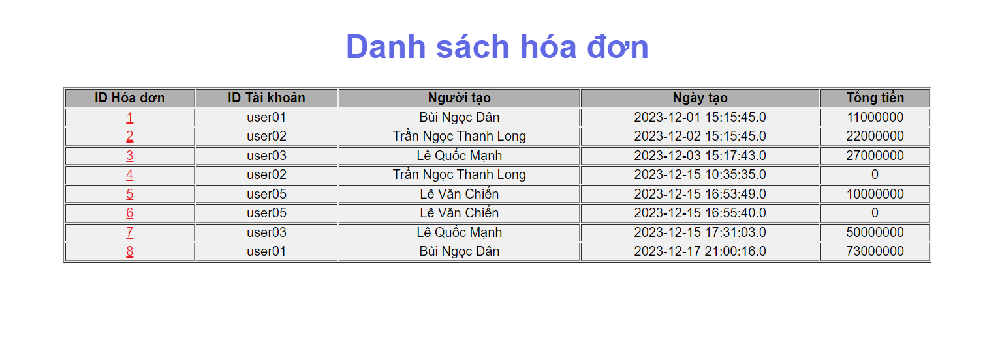 Danh sách hóa đơn
ID Hóa đơn ID Tài khoản Người tạo Ngày tạo Tổng tiền
1 user01 Bùi Ngọc Dân 2023-12-01 15:15:45.0 11000000
2 user02 Trần Ngọc Thanh Long 2023-12-02 15:15:45.0 22000000
3 user03 Lê Quốc Mạnh 2023-12-03 15:17:43.0 27000000
4 user02 Trần Ngọc Thanh Long 2023-12-15 10:35:35.0 0
5 user05 Lê Văn Chiến 2023-12-15 16:53:49.0 10000000
6 user05 Lê Văn Chiến 2023-12-15 16:55:40.0 0
7 user03 Lê Quốc Mạnh 2023-12-15 17:31:03.0 50000000
8 user01 Bùi Ngọc Dân 2023-12-17 21:00:16.0 73000000